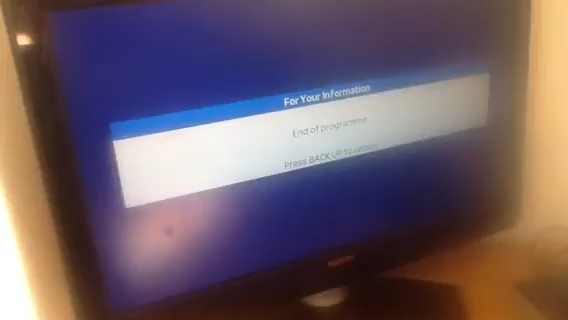 For Your Information
End of programme.
Press BACK UP to return.